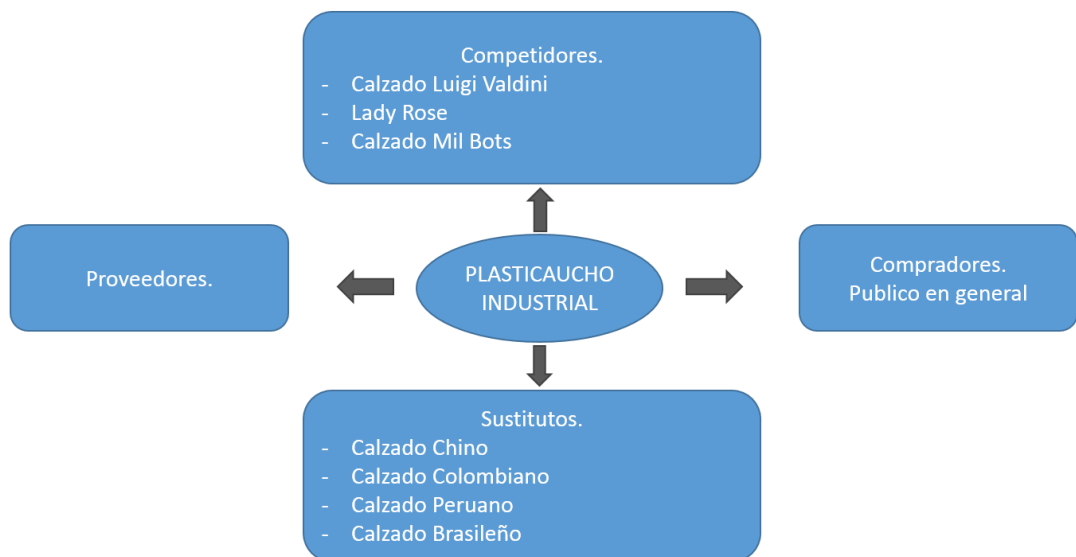 Competidores.
- Calzado Luigi Valdini
- Lady Rose
- Calzado Mil Bots
Proveedores.
PLASTICAUCHO
INDUSTRIAL
Compradores.
Publico en general
Sustitutos.
- Calzado Chino
- Calzado Colombiano
- Calzado Peruano
- Calzado Brasileño